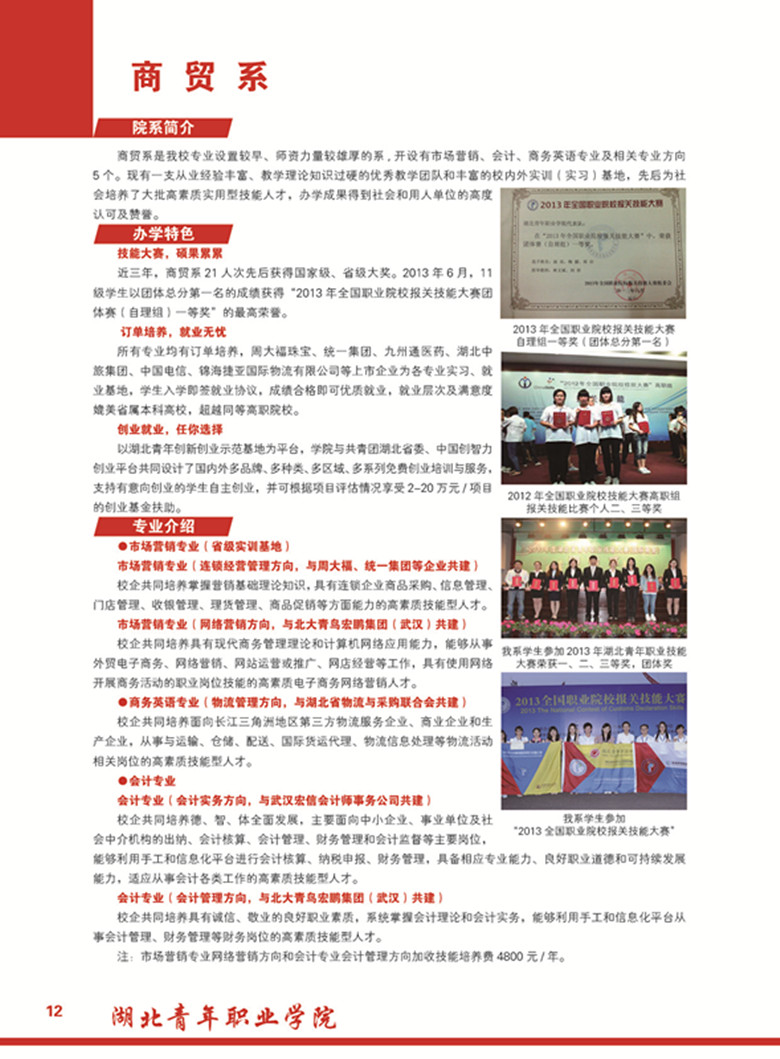 商贸系
院系简介
商贸系是我校专业设置较早、师资力量较雄厚的系，开设有市场营销、会计、商务英语专业及相关专业方向
5个。现有一支从业经验丰富、教学理论知识过硬的优秀教学团队和丰富的校内外实训（实习）基地，先后为社
会培养了大批高素质实用型技能人才，办学成果得到社会和用人单位的高度
认可及赞誉。
办学特色
技能大赛，硕果累累
近三年，商贸系21人次先后获得国家级、省级大奖。2013年6月，11
级学生以团体总分第一名的成绩获得“2013年全国职业院校报关技能大赛团
体赛（自理组）一等奖”的最高荣誉。
订单培养，就业无忧
所有专业均有订单培养，周大福珠宝、统一集团、九州通医药、湖北中
旅集团、中国电信、锦海捷亚国际物流有限公司等上市企业为各专业实习、就
业基地，学生入学即签就业协议，成绩合格即可优质就业，就业层次及满意度
媲美省属本科高校，超越同等高职院校。
创业就业，任你选择
以湖北青年创新创业示范基地为平台，学院与共青团湖北省委、中国创智力
创业平台共同设计了国内外多品牌、多种类、多区域、多系列免费创业培训与服务，
支持有意向创业的学生自主创业，并可根据项目评估情况享受2-20万元/项目
的创业基金扶助。
专业介绍
●市场营销专业（省级实训基地）
市场营销专业（连锁经营管理方向，与周大福、统一集团等企业共建）
校企共同培养掌握营销基础理论知识，具有连锁企业商品采购、信息管理、
门店管理、收银管理、理货管理、商品促销等方面能力的高素质技能型人才。
市场营销专业（网络营销方向，与北大青鸟宏鹏集团（武汉）共建）
校企共同培养具有现代商务管理理论和计算机网络应用能力，能够从事
外贸电子商务、网络营销、网站运营或推广、网店经营等工作，具有使用网络
开展商务活动的职业岗位技能的高素质电子商务网络营销人才。
●商务英语专业（物流管理方向，与湖北省物流与采购联合会共建）
校企共同培养面向长江三角洲地区第三方物流服务企业、商业企业和生
产企业，从事与运输、仓储、配送、国际货运代理、物流信息处理等物流活动
相关岗位的高素质技能型人才。
●会计专业
会计专业（会计实务方向，与武汉宏信会计师事务公司共建）
校企共同培养德、智、体全面发展，主要面向中小企业、事业单位及社
会中介机构的出纳、会计核算、会计管理、财务管理和会计监督等主要岗位，
能够利用手工和信息化平台进行会计核算、纳税申报、财务管理，具备相应专业能力、良好职业道德和可持续发展
能力，适应从事会计各类工作的高素质技能型人才。
会计专业（会计管理方向，与北大青鸟宏鹏集团（武汉）共建）
校企共同培养具有诚信、敬业的良好职业素质，系统掌握会计理论和会计实务，能够利用手工和信息化平台从
事会计管理、财务管理等财务岗位的高素质技能型人才。
注：市场营销专业网络营销方向和会计专业会计管理方向加收技能培养费4800元/年。
2013年全国职业院校报关技能大赛
湖北青年职业学院代表队：
在“2013年全国职业院校报关技能大赛”中，荣获
团体赛（自理组）一等奖。
2013年全国职业院校报关技能大赛
自理组一等奖（团体总分第一名）
“2012年全国职业院校技能大赛”高职组
2012年全国职业院校技能大赛高职组
报关技能比赛个人二、三等奖
我系学生参加2013年湖北青年职业技能
大赛荣获一、二、三等奖，团体奖
2013全国职业院校报关技能大赛
2013 The National Contest of Customs Declaration Skills
我系学生参加
“2013全国职业院校报关技能大赛”
12
湖北青年职业学院